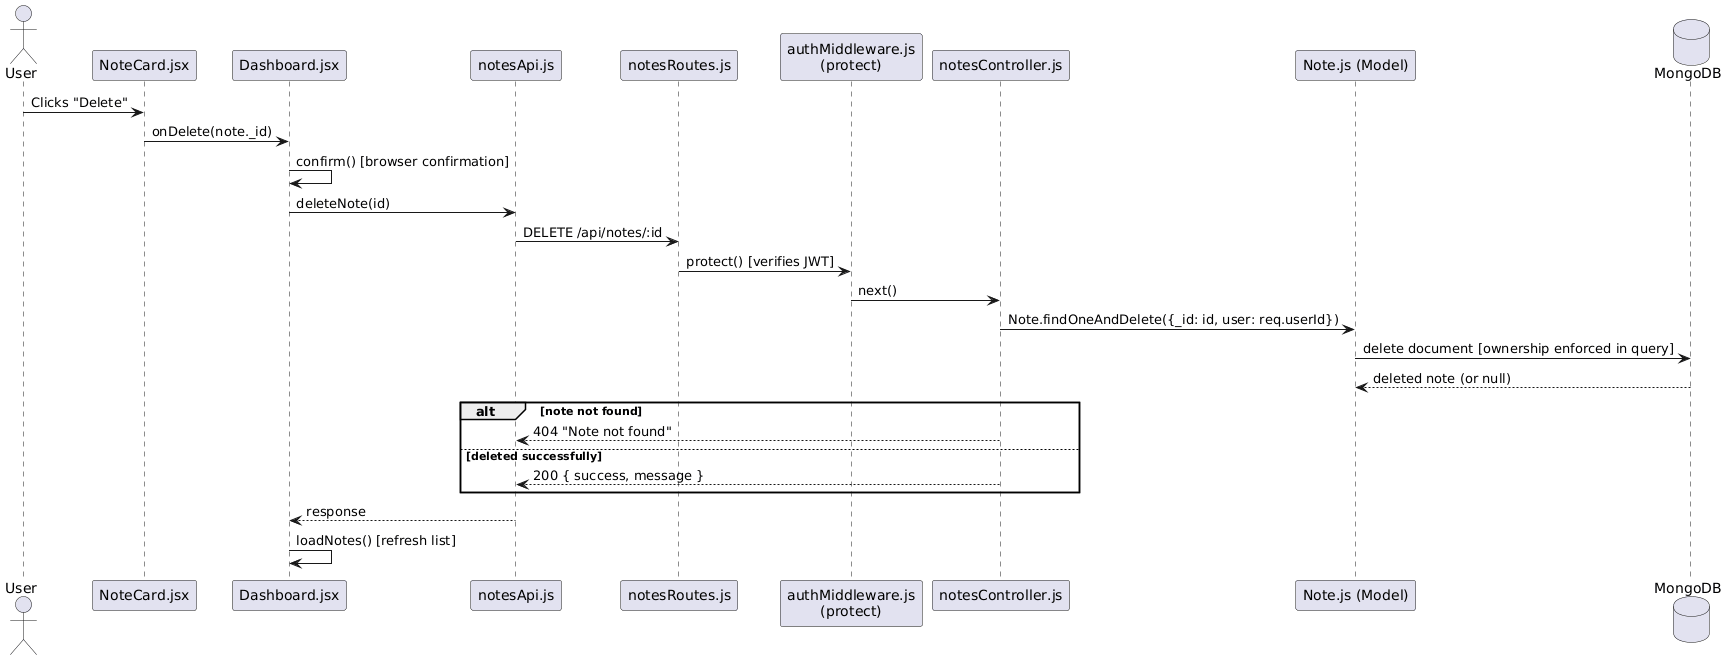 User
NoteCard.jsx
Dashboard.jsx
notesApi.js
notesRoutes.js
authMiddleware.js
(protect)
notesController.js
Note.js (Model)
MongoDB
Clicks "Delete"
onDelete(note._id)
confirm() [browser confirmation]
deleteNote(id)
DELETE /api/notes/:id
protect() [verifies JWT]
next()
Note.findOneAndDelete({_id: id, user: req.userId})
delete document [ownership enforced in query]
deleted note (or null)
alt [note not found]
404 "Note not found"
[deleted successfully]
200 { success, message }
response
loadNotes() [refresh list]
User
NoteCard.jsx
Dashboard.jsx
notesApi.js
notesRoutes.js
authMiddleware.js
(protect)
notesController.js
Note.js (Model)
MongoDB